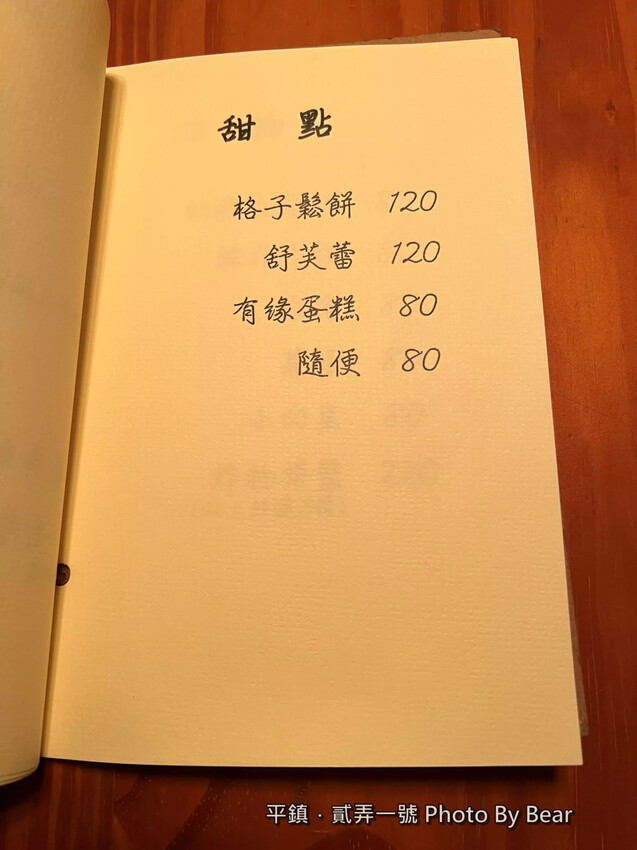 甜 點
格子鬆餅 120
舒芙蕾 120
有缘蛋糕 80
隨便 80
平鎮．貳弄一號 Photo By Bear